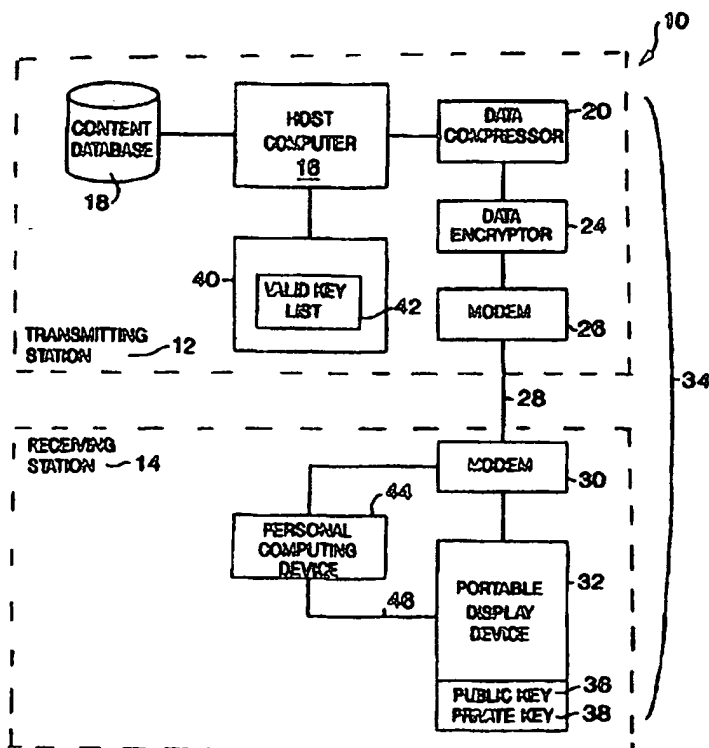 10
CONTENT
DATABASE
18
HOST
COMPUTER
16
DATA
COMPRESSOR
20
DATA
ENCRYPTOR
24
40
VALID KEY
LIST
42
MODEM
26
TRANSMITTING
STATION
12
34
28
RECEIVING
STATION
14
MODEM
30
44
PERSONAL
COMPUTING
DEVICE
46
PORTABLE
DISPLAY
DEVICE
32
PUBLIC KEY
36
PRIVATE KEY
38